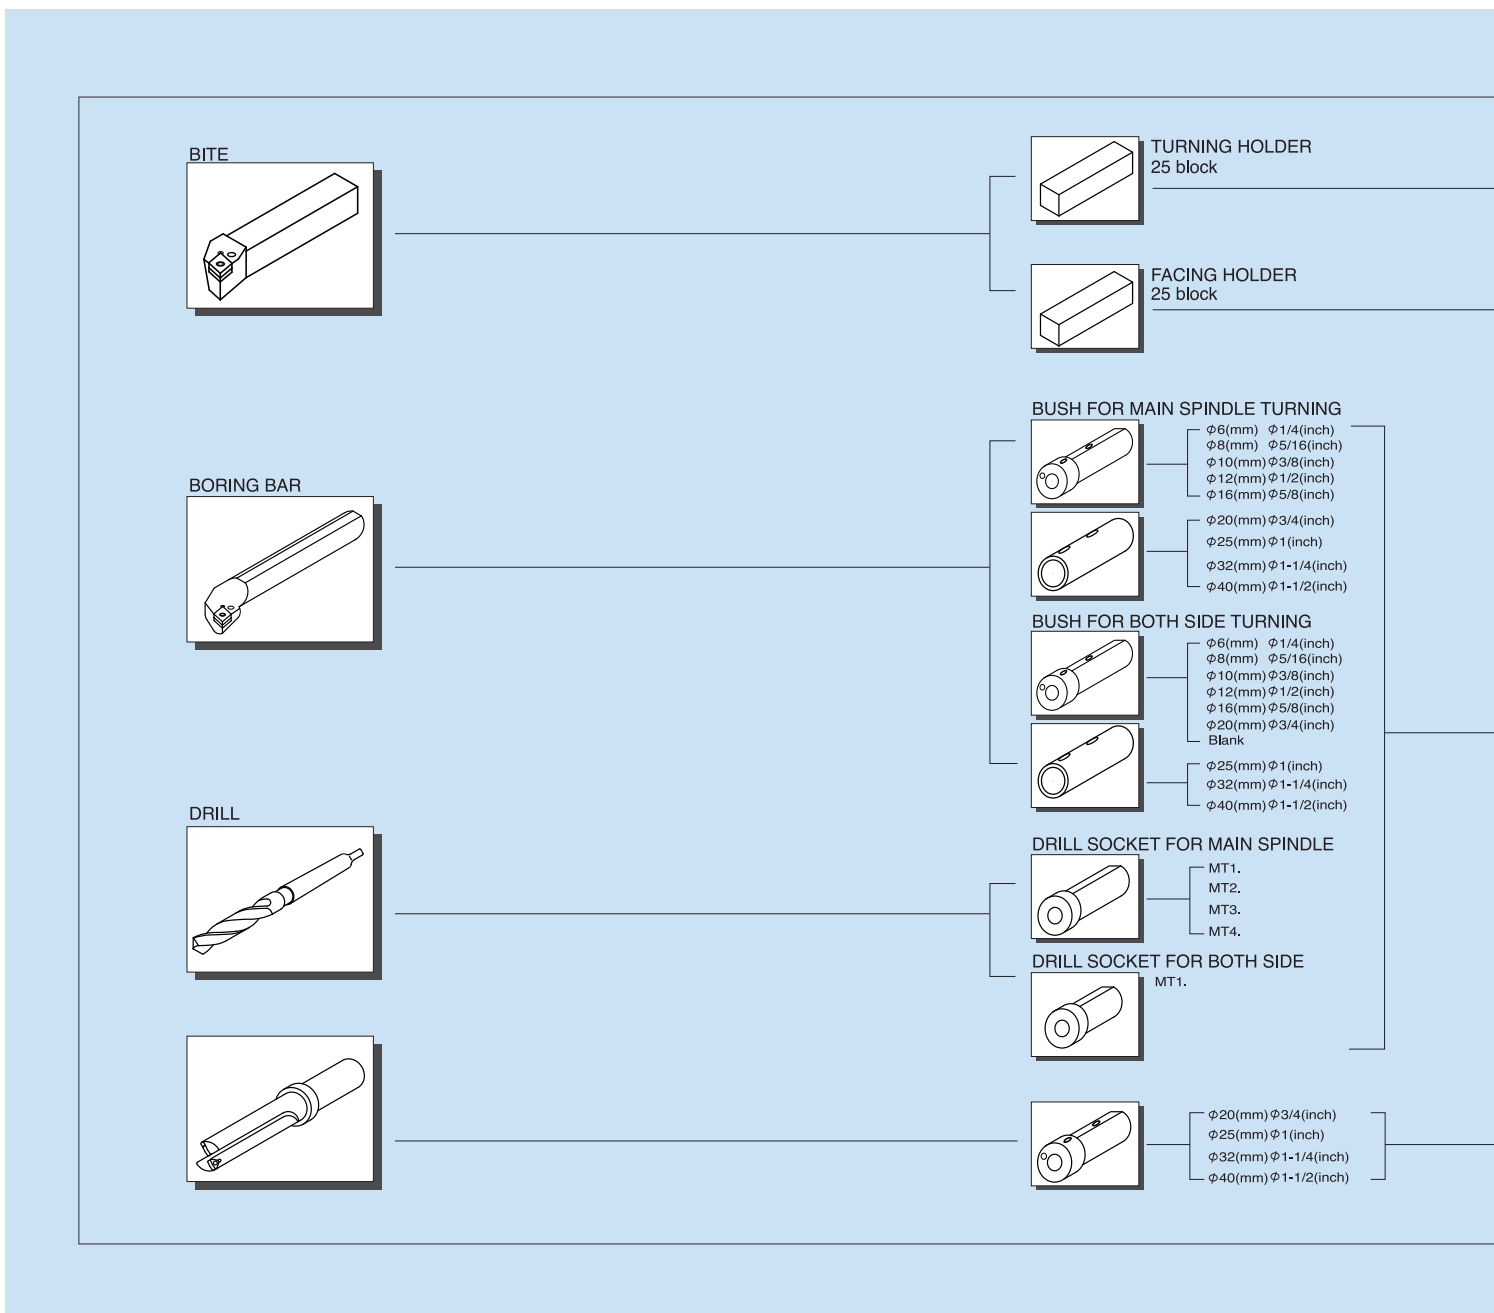 BITE
TURNING HOLDER
25 block
FACING HOLDER
25 block
BORING BAR
BUSH FOR MAIN SPINDLE TURNING
φ6(mm) φ1/4(inch)
φ8(mm) φ5/16(inch)
φ10(mm) φ3/8(inch)
φ12(mm) φ1/2(inch)
φ16(mm) φ5/8(inch)
φ20(mm) φ3/4(inch)
φ25(mm) φ1(inch)
φ32(mm) φ1-1/4(inch)
φ40(mm) φ1-1/2(inch)
BUSH FOR BOTH SIDE TURNING
φ6(mm) φ1/4(inch)
φ8(mm) φ5/16(inch)
φ10(mm) φ3/8(inch)
φ12(mm) φ1/2(inch)
φ16(mm) φ5/8(inch)
φ20(mm) φ3/4(inch)
Blank
φ25(mm) φ1(inch)
φ32(mm) φ1-1/4(inch)
φ40(mm) φ1-1/2(inch)
DRILL
DRILL SOCKET FOR MAIN SPINDLE
MT1.
MT2.
MT3.
MT4.
DRILL SOCKET FOR BOTH SIDE
MT1.
φ20(mm) φ3/4(inch)
φ25(mm) φ1(inch)
φ32(mm) φ1-1/4(inch)
φ40(mm) φ1-1/2(inch)